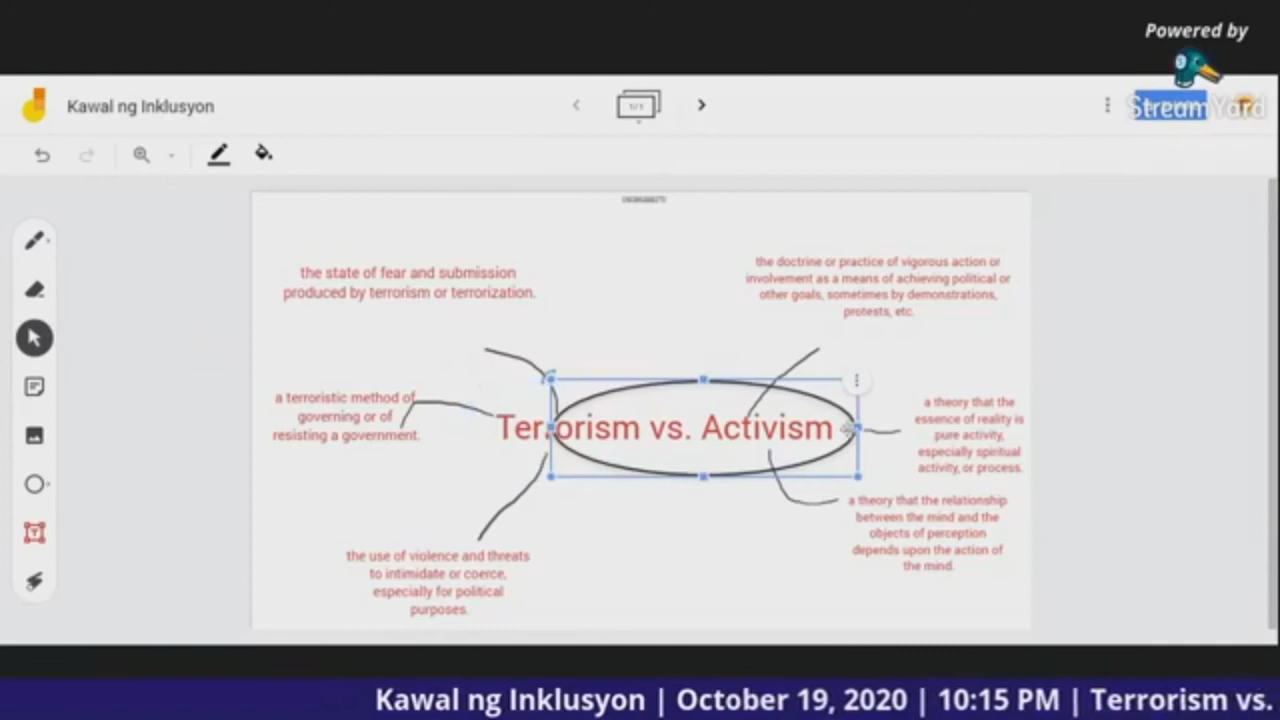 Powered by
StreamYard
Kawal ng Inklusyon
1/1
the state of fear and submission
produced by terrorism or terrorization.
the doctrine or practice of vigorous action or
involvement as a means of achieving political or
other goals, sometimes by demonstrations,
protests, etc.
a terroristic method of
governing or of
resisting a government.
Terrorism vs. Activism
a theory that the
essence of reality is
pure activity,
especially spiritual
activity, or process.
a theory that the relationship
between the mind and the
objects of perception
depends upon the action of
the mind.
the use of violence and threats
to intimidate or coerce,
especially for political
purposes.
Kawal ng Inklusyon | October 19, 2020 | 10:15 PM | Terrorism vs.